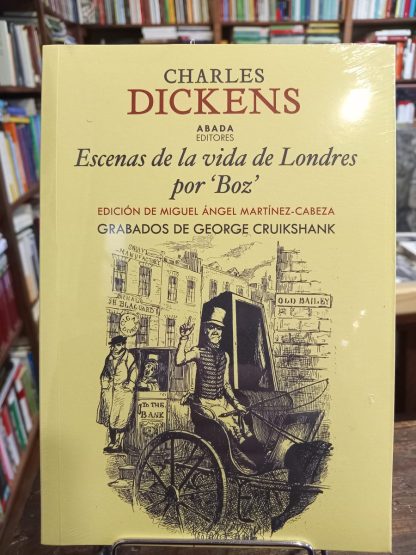 CHARLES
DICKENS
ABADA
EDITORES
Escenas de la vida de Londres
por ‘Boz’
EDICIÓN DE MIGUEL ÁNGEL MARTÍNEZ-CABEZA
GRABADOS DE GEORGE CRUIKSHANK
OLD BAILEY
TO THE
BANK